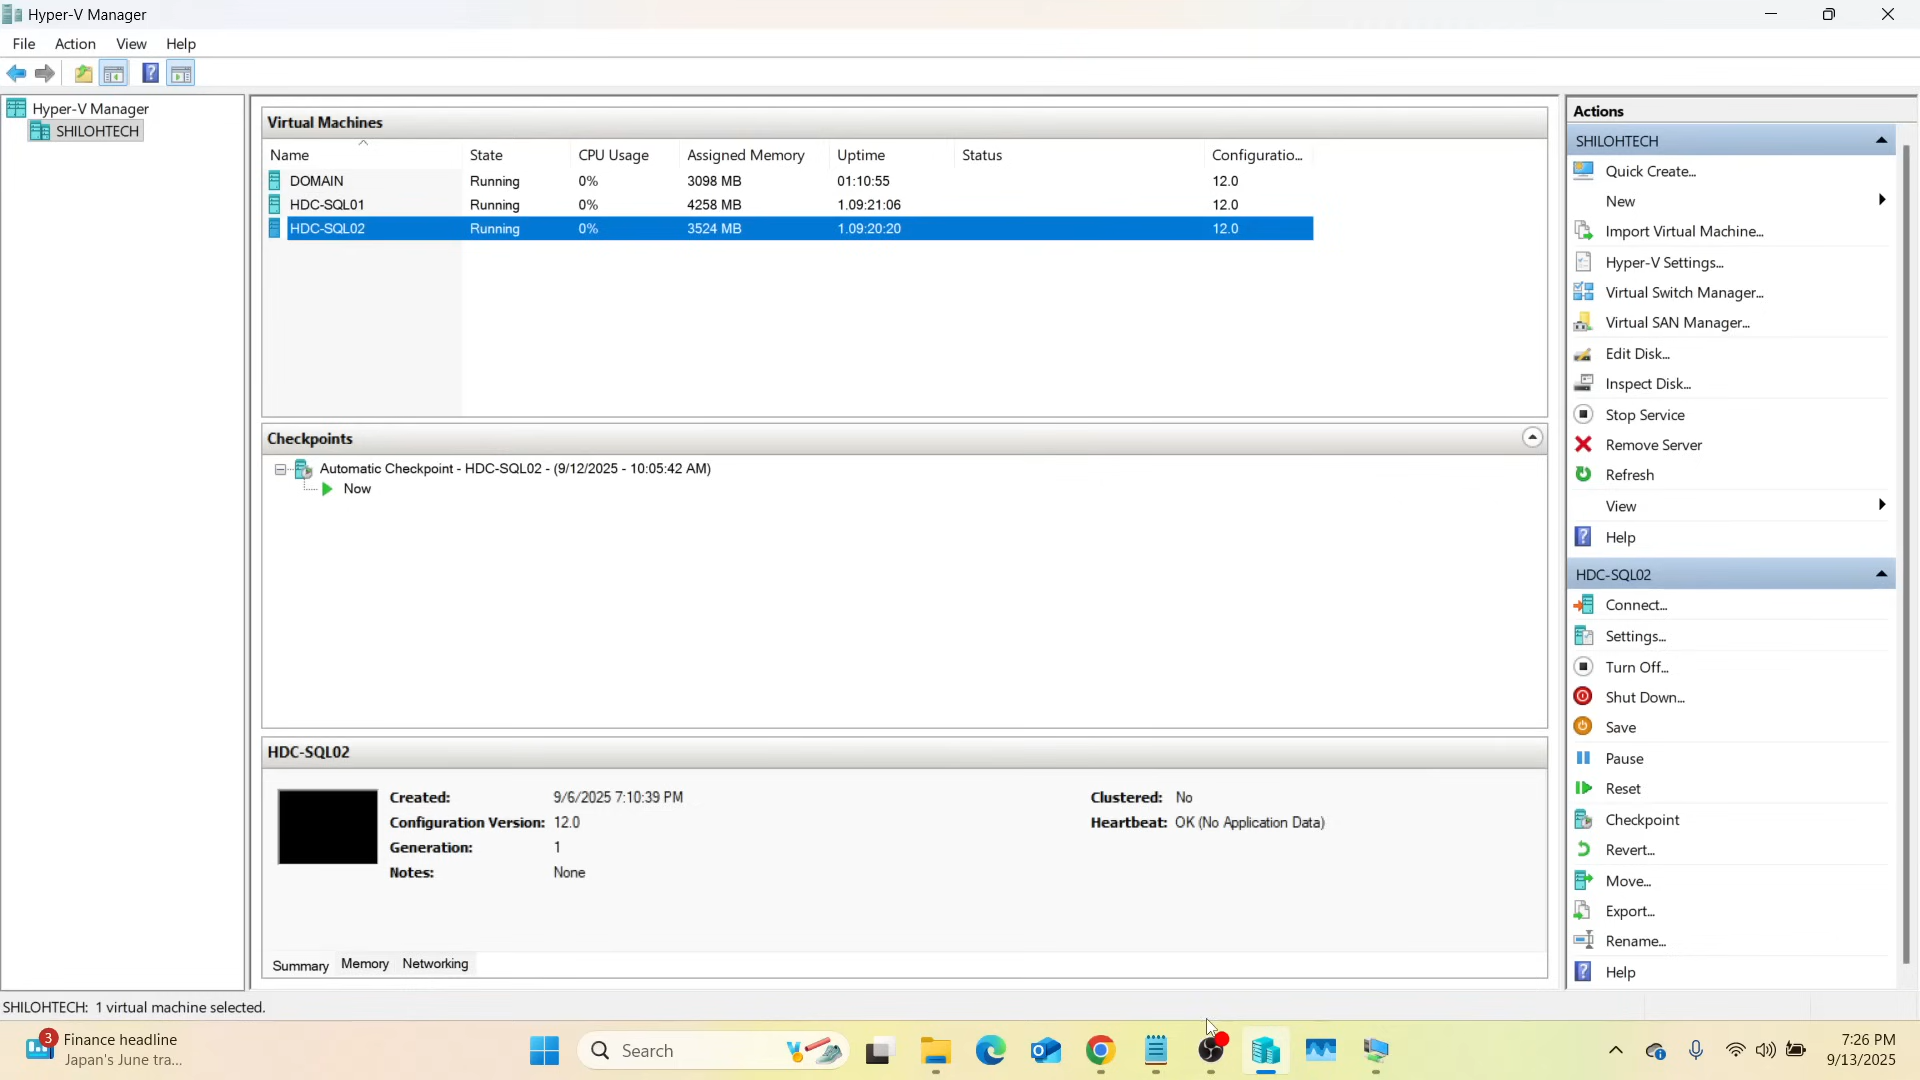 Hyper-V Manager
File Action View Help
Hyper-V Manager
SHILOHTECH
Virtual Machines
Name State CPU Usage Assigned Memory Uptime Status Configuratio...
DOMAIN Running 0% 3098 MB 01:10:55 12.0
HDC-SQL01 Running 0% 4258 MB 1.09:21:06 12.0
HDC-SQL02 Running 0% 3524 MB 1.09:20:20 12.0
Checkpoints
Automatic Checkpoint - HDC-SQL02 - (9/12/2025 - 10:05:42 AM)
Now
HDC-SQL02
Created: 9/6/2025 7:10:39 PM Clustered: No
Configuration Version: 12.0 Heartbeat: OK (No Application Data)
Generation: 1
Notes: None
Summary Memory Networking
Actions
SHILOHTECH
Quick Create...
New
Import Virtual Machine...
Hyper-V Settings...
Virtual Switch Manager...
Virtual SAN Manager...
Edit Disk...
Inspect Disk...
Stop Service
Remove Server
Refresh
View
Help
HDC-SQL02
Connect...
Settings...
Turn Off...
Shut Down...
Save
Pause
Reset
Checkpoint
Revert...
Move...
Export...
Rename...
Help
SHILOHTECH: 1 virtual machine selected.
3
Finance headline
Japan's June tra...
Search
7:26 PM
9/13/2025